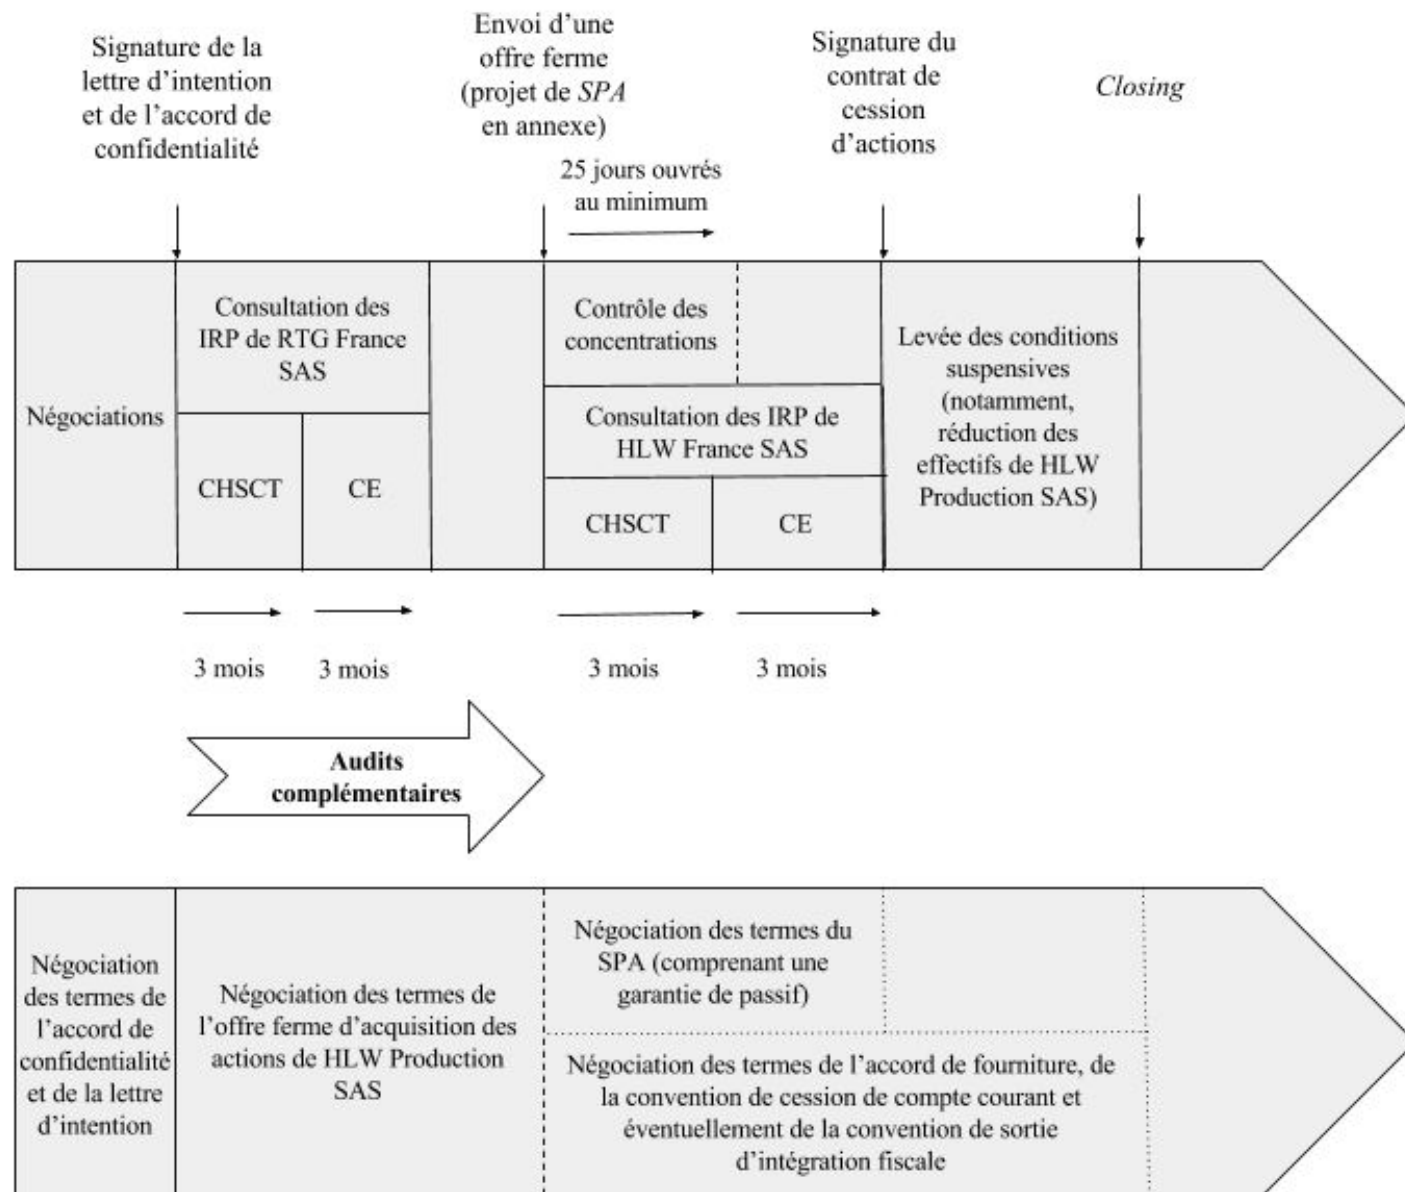 Signature de la
lettre d’intention
et de l’accord de
confidentialité
Envoi d’une
offre ferme
(projet de SPA
en annexe)
25 jours ouvrés
au minimum
Signature du
contrat de
cession
d’actions
Closing
Négociations
Consultation des
IRP de RTG France
SAS
CHSCT
CE
Contrôle des
concentrations
Consultation des IRP de
HLW France SAS
CHSCT
CE
Levée des conditions
suspensives
(notamment,
réduction des
effectifs de HLW
Production SAS)
3 mois
3 mois
3 mois
3 mois
Audits
complémentaires
Négociation
des termes de
l’accord de
confidentialité
et de la lettre
d’intention
Négociation des termes de
l’offre ferme d’acquisition des
actions de HLW Production
SAS
Négociation des termes du
SPA (comprenant une
garantie de passif)
Négociation des termes de l’accord de fourniture, de
la convention de cession de compte courant et
éventuellement de la convention de sortie
d’intégration fiscale